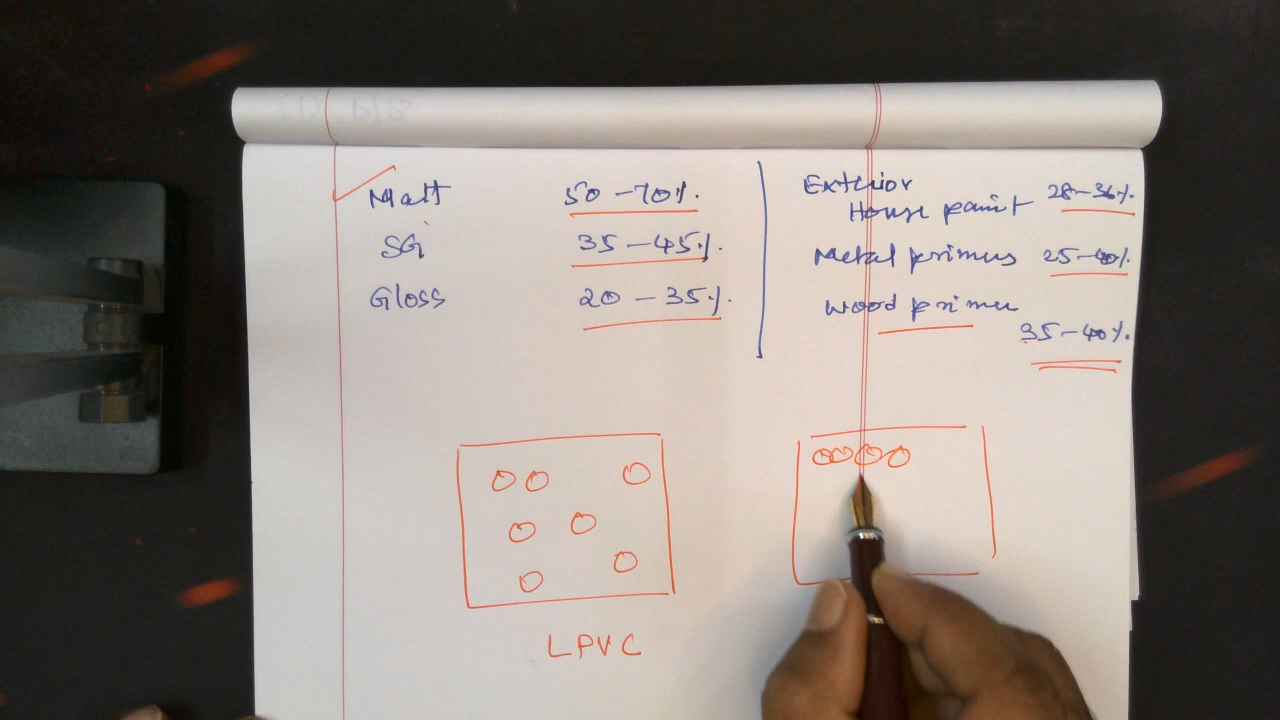 Matt 50-70%.
SG 35-45%.
Gloss 20-35%.
Exterior
House paint 28-36%.
Metal primers 25-40%.
Wood primer
35-40%.
LPVC